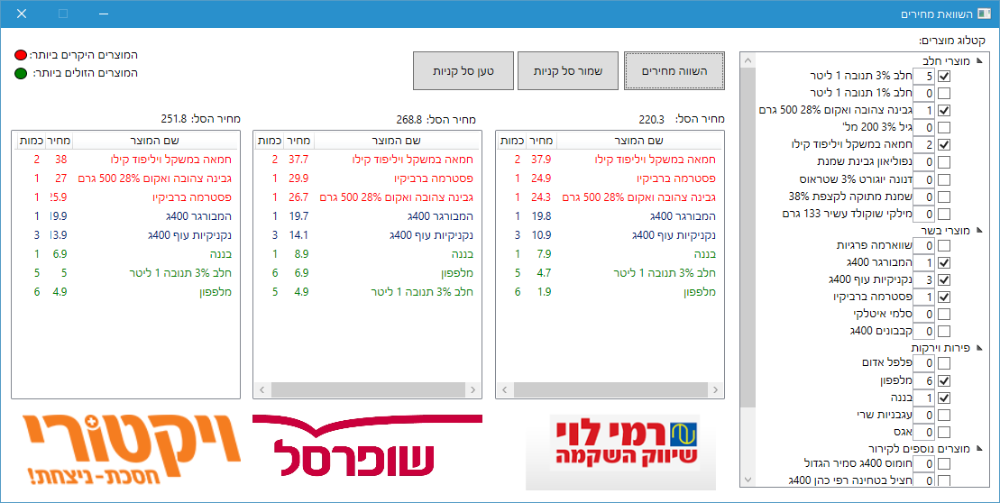 השוואת מחירים
קטלוג מוצרים:
מוצרי חלב
חלב 3% תנובה 1 ליטר 5
חלב 1% תנובה 1 ליטר 0
גבינה צהובה ואקום 28% 500 גרם 1
גיל 3% 200 מל' 0
חמאה במשקל ויליפוד קילו 2
נפוליאון גבינת שמנת 0
דנונה יוגורט 3% שטראוס 0
שמנת מתוקה לקצפת 38% 0
מילקי שוקולד עשיר 133 גרם 0
מוצרי בשר
שווארמה פרגיות 0
המבורגר 400ג 1
נקניקיות עוף 400ג 3
פסטרמה ברביקיו 1
סלמי איטלקי 0
קבבונים 400ג 0
פירות וירקות
פלפל אדום 0
מלפפון 6
בננה 1
עגבניות שרי 0
אגס 0
מוצרים נוספים לקירור
חומוס 400ג סמיר הגדול 0
חציל בטחינה רפי כהן 400ג 0
השווה מחירים
שמור סל קניות
טען סל קניות
המוצרים היקרים ביותר:
המוצרים הזולים ביותר:
מחיר הסל: 220.3
שם המוצר מחיר כמות
חמאה במשקל ויליפוד קילו 37.9 2
פסטרמה ברביקיו 24.9 1
גבינה צהובה ואקום 28% 500 גרם 24.3 1
המבורגר 400ג 19.8 1
נקניקיות עוף 400ג 10.9 3
בננה 7.9 1
חלב 3% תנובה 1 ליטר 4.7 5
מלפפון 1.9 6
רמי לוי
שיווק השקמה
מחיר הסל: 268.8
שם המוצר מחיר כמות
חמאה במשקל ויליפוד קילו 37.7 2
פסטרמה ברביקיו 29.9 1
גבינה צהובה ואקום 28% 500 גרם 26.7 1
המבורגר 400ג 19.7 1
נקניקיות עוף 400ג 14.1 3
בננה 8.9 1
מלפפון 6.9 6
חלב 3% תנובה 1 ליטר 4.9 5
שופרסל
מחיר הסל: 251.8
שם המוצר מחיר כמות
חמאה במשקל ויליפוד קילו 38 2
גבינה צהובה ואקום 28% 500 גרם 27 1
פסטרמה ברביקיו 25.9 1
המבורגר 400ג 19.9 1
נקניקיות עוף 400ג 13.9 3
בננה 6.9 1
חלב 3% תנובה 1 ליטר 5 5
מלפפון 4.9 6
ויקטורי
חסכת - ניצחת!